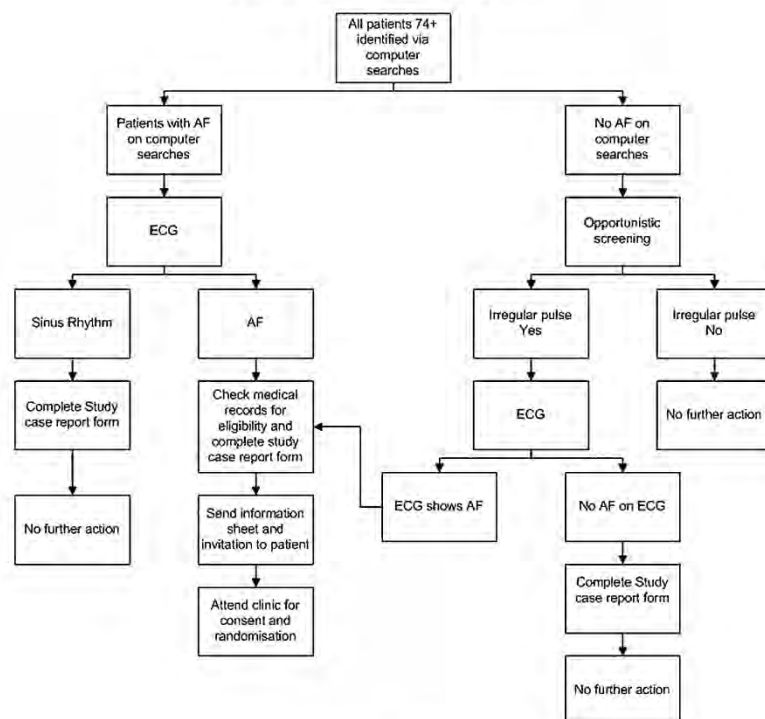 All patients 74+
identified via
computer
searches
Patients with AF
on computer
searches
No AF on
computer
searches
ECG
Opportunistic
screening
Sinus Rhythm
AF
Irregular pulse
Yes
Irregular pulse
No
Complete Study
case report form
Check medical
records for
eligibility and
complete study
case report form
ECG
No further action
No further action
Send information
sheet and
invitation to patient
ECG shows AF
No AF on ECG
Attend clinic for
consent and
randomisation
Complete Study
case report form
No further action